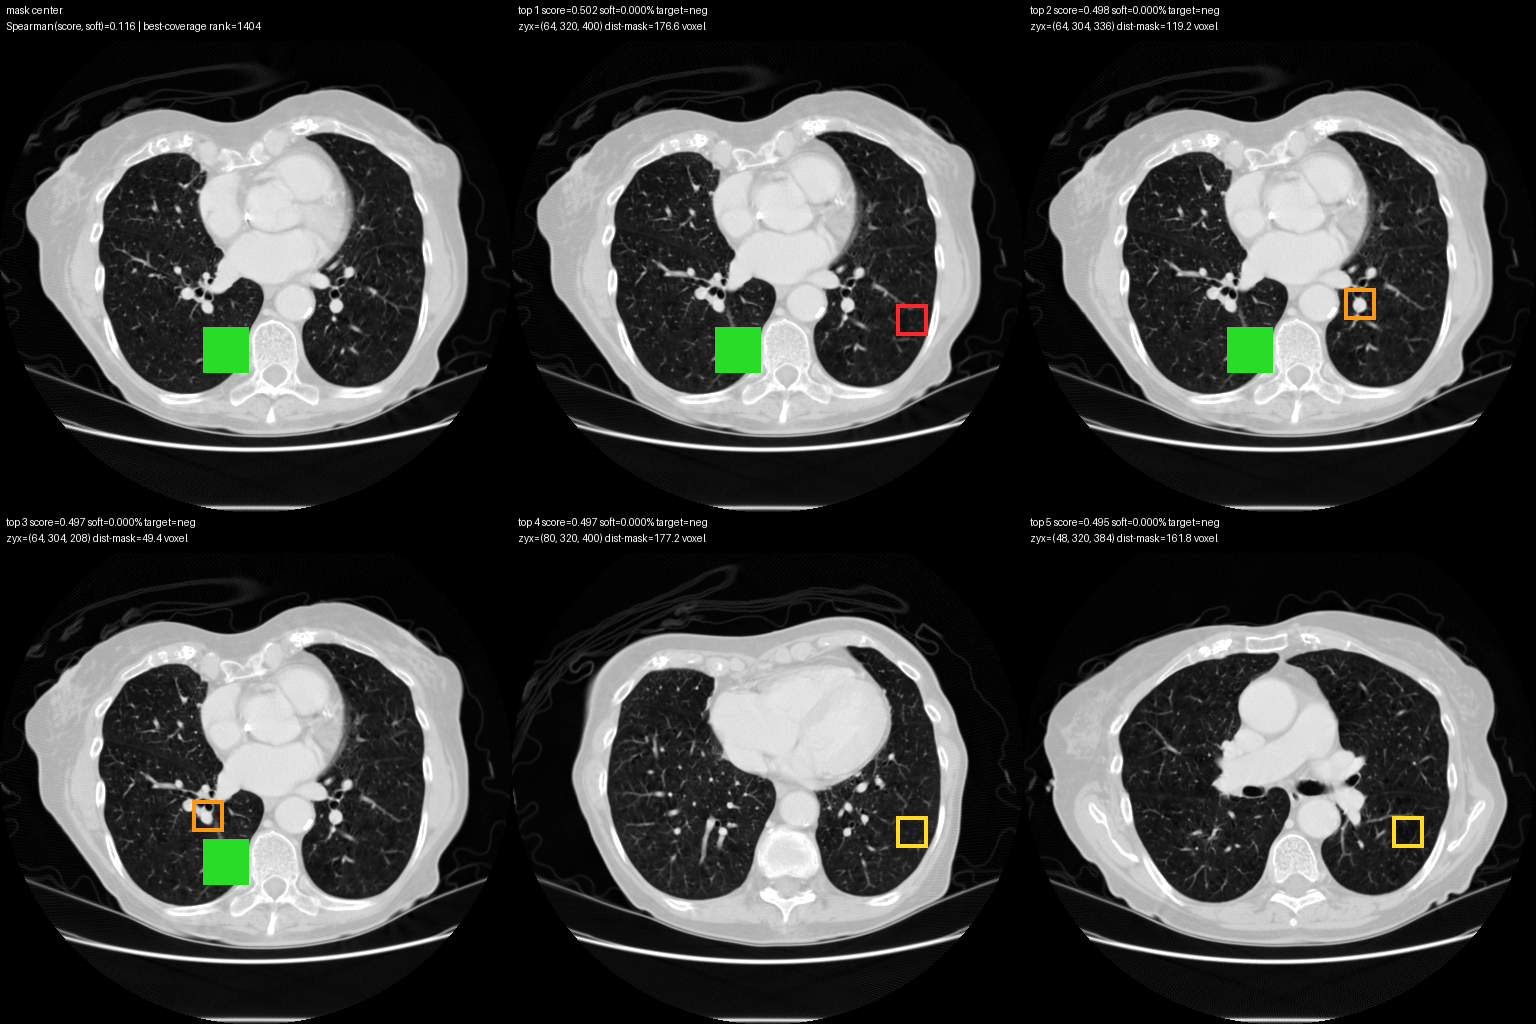 mask center
Spearman(score, soft)=0.116 | best-coverage rank=1404
top 1 score=0.502 soft=0.000% target=neg
zyx=(64, 320, 400) dist-mask=176.6 voxel
top 2 score=0.498 soft=0.000% target=neg
zyx=(64, 304, 336) dist-mask=119.2 voxel
top 3 score=0.497 soft=0.000% target=neg
zyx=(64, 304, 208) dist-mask=49.4 voxel
top 4 score=0.497 soft=0.000% target=neg
zyx=(80, 320, 400) dist-mask=177.2 voxel
top 5 score=0.495 soft=0.000% target=neg
zyx=(48, 320, 384) dist-mask=161.8 voxel